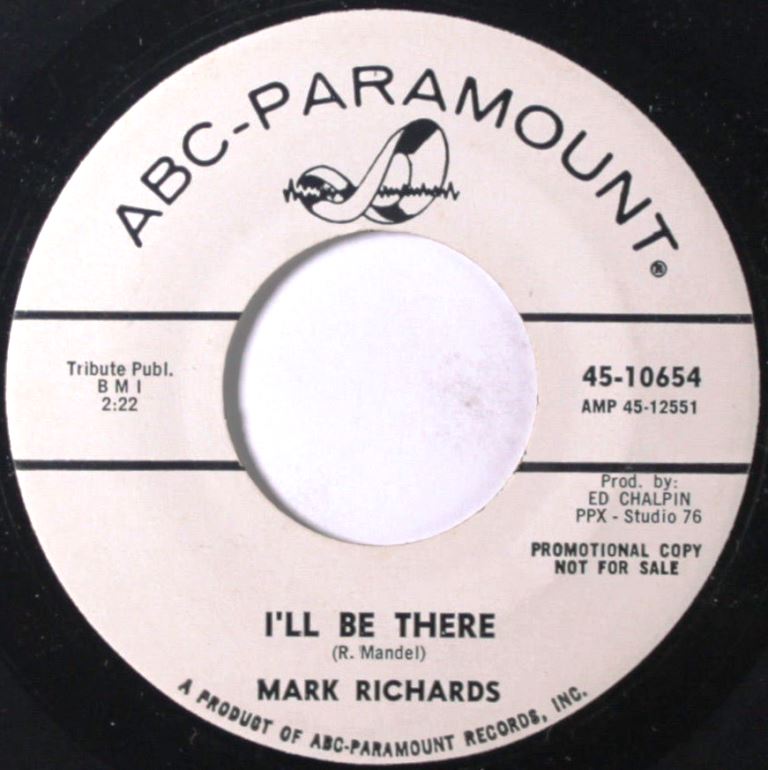 ABC-PARAMOUNT®
Tribute Publ.
B M I
2:22
45-10654
AMP 45-12551
Prod. by:
ED CHALPIN
PPX - Studio 76
PROMOTIONAL COPY
NOT FOR SALE
I'LL BE THERE
(R. Mandel)
MARK RICHARDS
A PRODUCT OF ABC-PARAMOUNT RECORDS, INC.